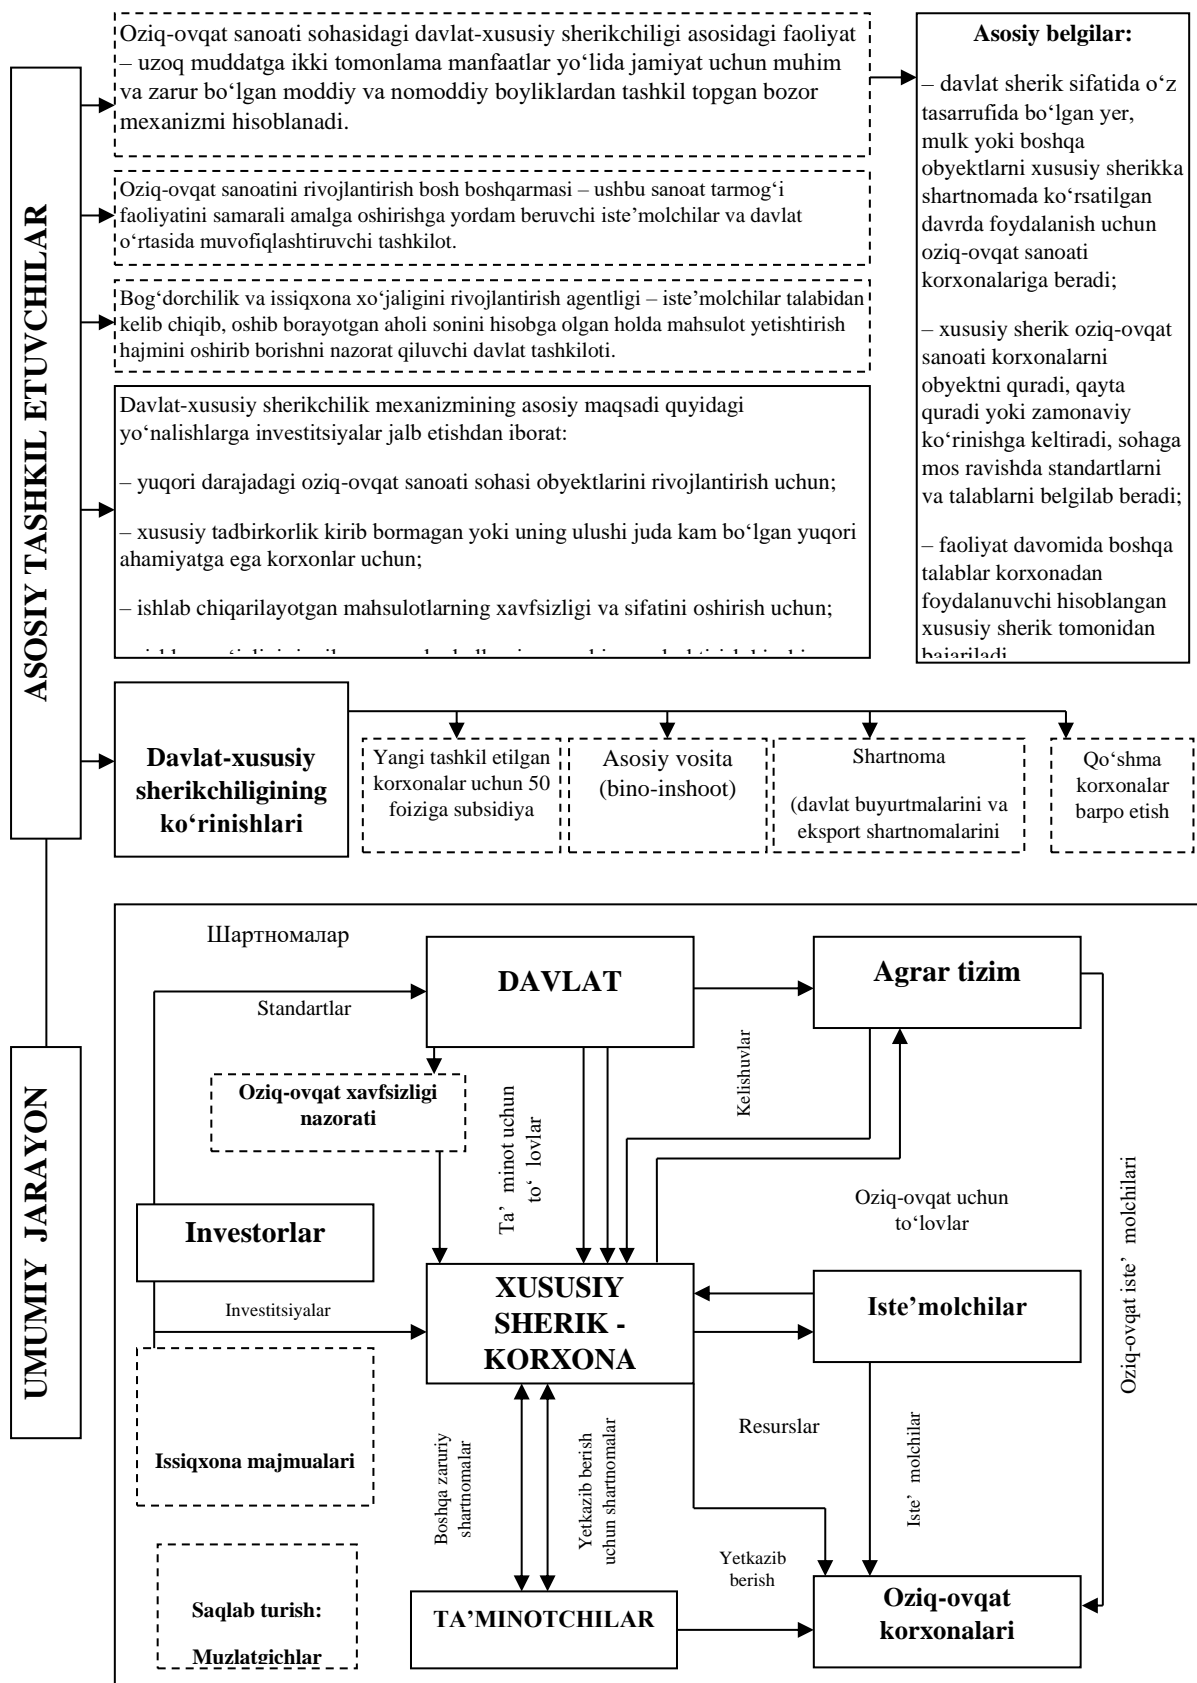 ASOSIY TASHKIL ETUVCHILAR
Oziq-ovqat sanoati sohasidagi davlat-xususiy sherikchiligi asosidagi faoliyat
– uzoq muddatga ikki tomonlama manfaatlar yo‘lida jamiyat uchun muhim
va zarur bo‘lgan moddiy va nomoddiy boyliklardan tashkil topgan bozor
mexanizmi hisoblanadi.
Oziq-ovqat sanoatini rivojlantirish bosh boshqarmasi – ushbu sanoat tarmog‘i
faoliyatini samarali amalga oshirishga yordam beruvchi iste’molchilar va davlat
o‘rtasida muvofiqlashtiruvchi tashkilot.
Bog‘dorchilik va issiqxona xo‘jaligini rivojlantirish agentligi – iste’molchilar talabidan
kelib chiqib, oshib borayotgan aholi sonini hisobga olgan holda mahsulot yetishtirish
hajmini oshirib borishni nazorat qiluvchi davlat tashkiloti.
Davlat-xususiy sherikchilik mexanizmining asosiy maqsadi quyidagi
yo‘nalishlarga investitsiyalar jalb etishdan iborat:
– yuqori darajadagi oziq-ovqat sanoati sohasi obyektlarini rivojlantirish uchun;
– xususiy tadbirkorlik kirib bormagan yoki uning ulushi juda kam bo‘lgan yuqori
ahamiyatga ega korxonlar uchun;
– ishlab chiqarilayotgan mahsulotlarning xavfsizligi va sifatini oshirish uchun;
Asosiy belgilar:
– davlat sherik sifatida o‘z
tasarrufida bo‘lgan yer,
mulk yoki boshqa
obyektlarni xususiy sherikka
shartnomada ko‘rsatilgan
davrda foydalanish uchun
oziq-ovqat sanoati
korxonalariga beradi;
– xususiy sherik oziq-ovqat
sanoati korxonalarni
obyektni quradi, qayta
quradi yoki zamonaviy
ko‘rinishga keltiradi, sohaga
mos ravishda standartlarni
va talablarni belgilab beradi;
– faoliyat davomida boshqa
talablar korxonadan
foydalanuvchi hisoblangan
xususiy sherik tomonidan
bajariladi
Davlat-xususiy
sherikchiligining
ko‘rinishlari
Yangi tashkil etilgan
korxonalar uchun 50
foiziga subsidiya
Asosiy vosita
(bino-inshoot)
Shartnoma
(davlat buyurtmalarini va
eksport shartnomalarini
Qo‘shma
korxonalar
barpo etish
UMUMIY JARAYON
Шартномалар
DAVLAT
Agrar tizim
Standartlar
Oziq-ovqat xavfsizligi
nazorati
Ta’ minot uchun
to‘ lovlar
Kelishuvlar
Oziq-ovqat uchun
to‘lovlar
Oziq-ovqat iste’ molchilari
Investorlar
Investitsiyalar
XUSUSIY
SHERIK -
KORXONA
Iste’molchilar
Issiqxona majmualari
Boshqa zaruriy
shartnomalar
Yetkazib berish
uchun shartnomalar
Resurslar
Iste’ molchilar
Saqlab turish:
Muzlatgichlar
TA’MINOTCHILAR
Yetkazib
berish
Oziq-ovqat
korxonalari